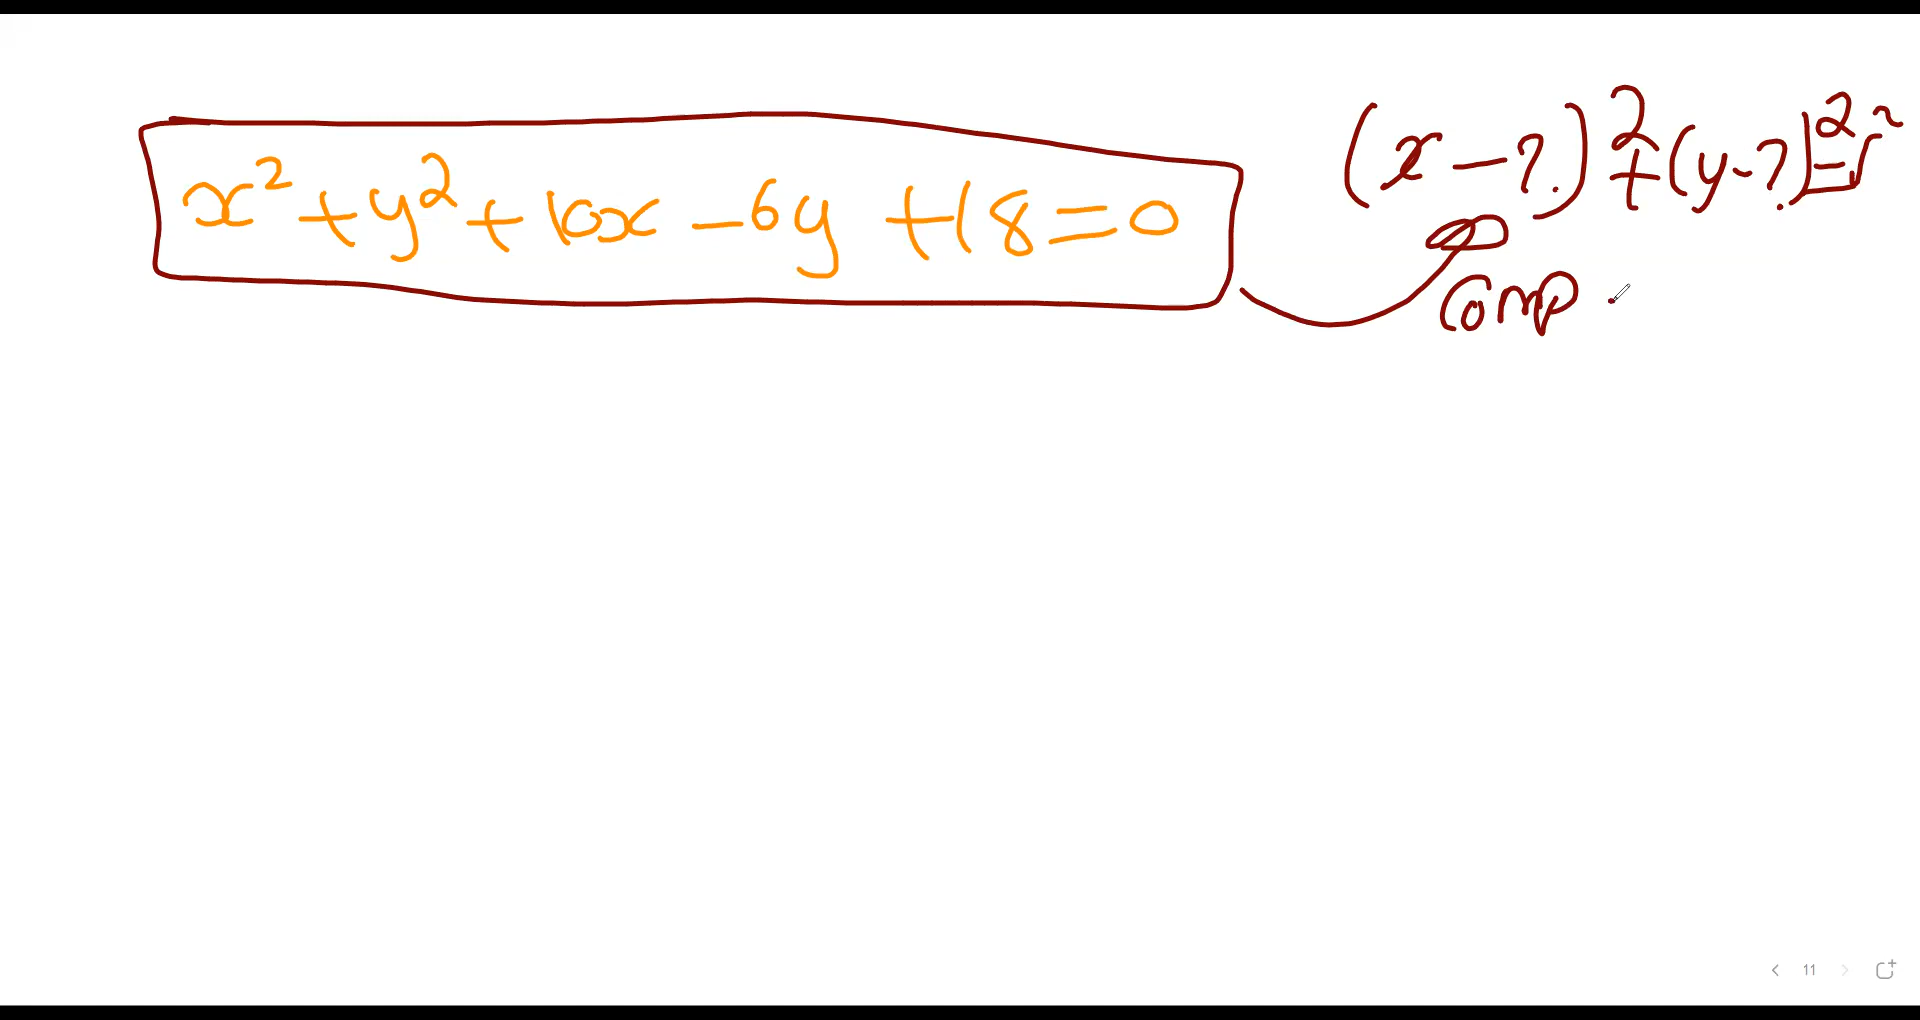 x² + y² + 10x - 6y + 18 = 0
(x - ?)² + (y - ?)² = r²
Comp
11